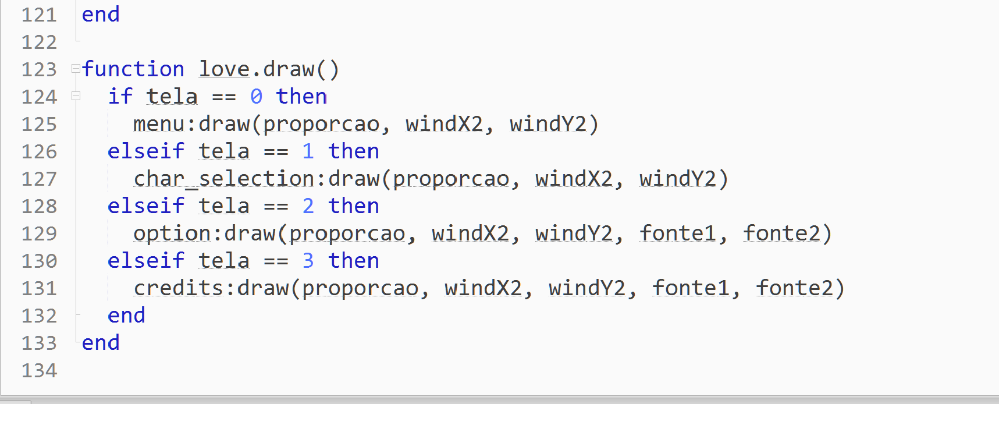 121 end
122
123 function love.draw()
124 if tela == 0 then
125 menu:draw(proporcao, windX2, windY2)
126 elseif tela == 1 then
127 char_selection:draw(proporcao, windX2, windY2)
128 elseif tela == 2 then
129 option:draw(proporcao, windX2, windY2, fonte1, fonte2)
130 elseif tela == 3 then
131 credits:draw(proporcao, windX2, windY2, fonte1, fonte2)
132 end
133 end
134